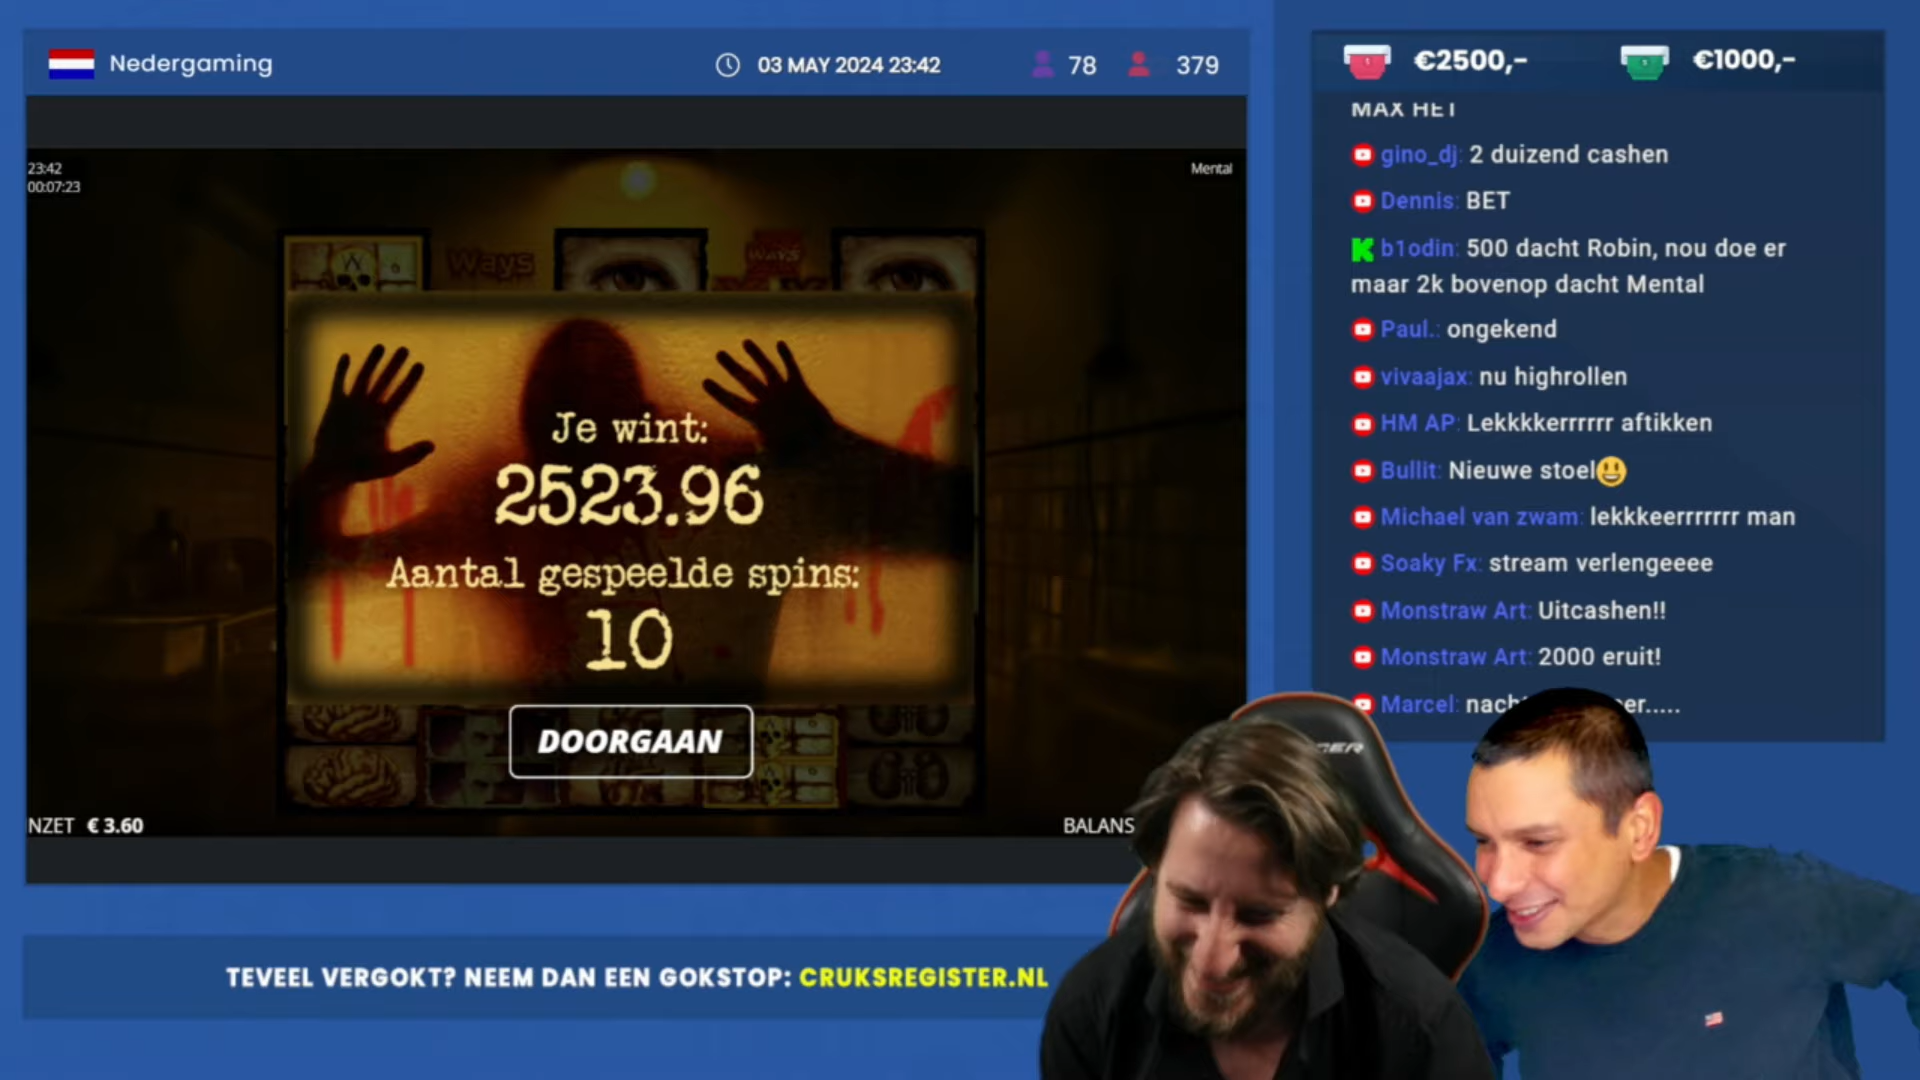 Nedergaming
03 MAY 2024 23:42
78
379
€2500,-
€1000,-
23:42
00:07:23
Mental
Ways
Ways
Je wint:
2523.96
Aantal gespeelde spins:
10
DOORGAAN
NZET € 3.60
BALANS
TEVEEL VERGOKT? NEEM DAN EEN GOKSTOP: CRUKSREGISTER.NL
MAX HET
gino_dj: 2 duizend cashen
Dennis: BET
b1odin: 500 dacht Robin, nou doe er
maar 2k bovenop dacht Mental
Paul.: ongekend
vivaajax: nu highrollen
HM AP: Lekkkkerrrrrr aftikken
Bullit: Nieuwe stoel😃
Michael van zwam: lekkkeerrrrrrr man
Soaky Fx: stream verlengeeee
Monstraw Art: Uitcashen!!
Monstraw Art: 2000 eruit!
Marcel: